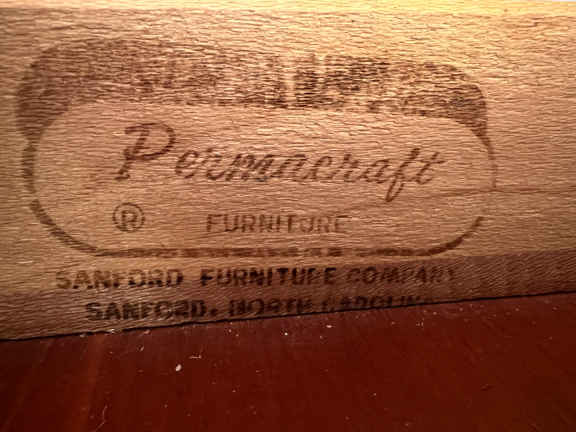 Permacraft
® FURNITURE
SANFORD FURNITURE COMPANY
SANFORD, NORTH CAROLINA